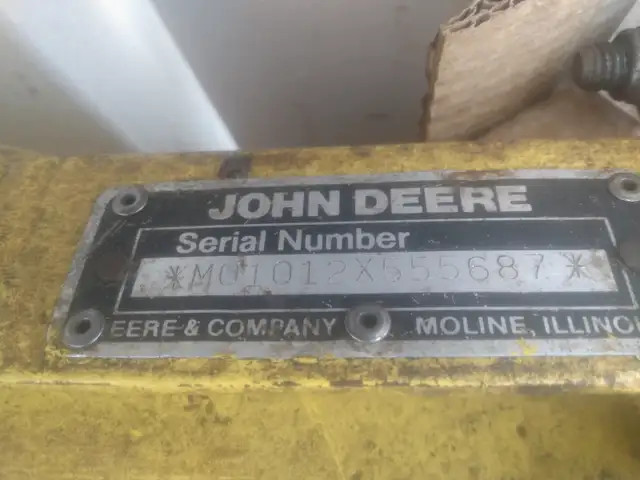 JOHN DEERE
Serial Number
*M01012X555687*
EERE & COMPANY MOLINE, ILLINOI